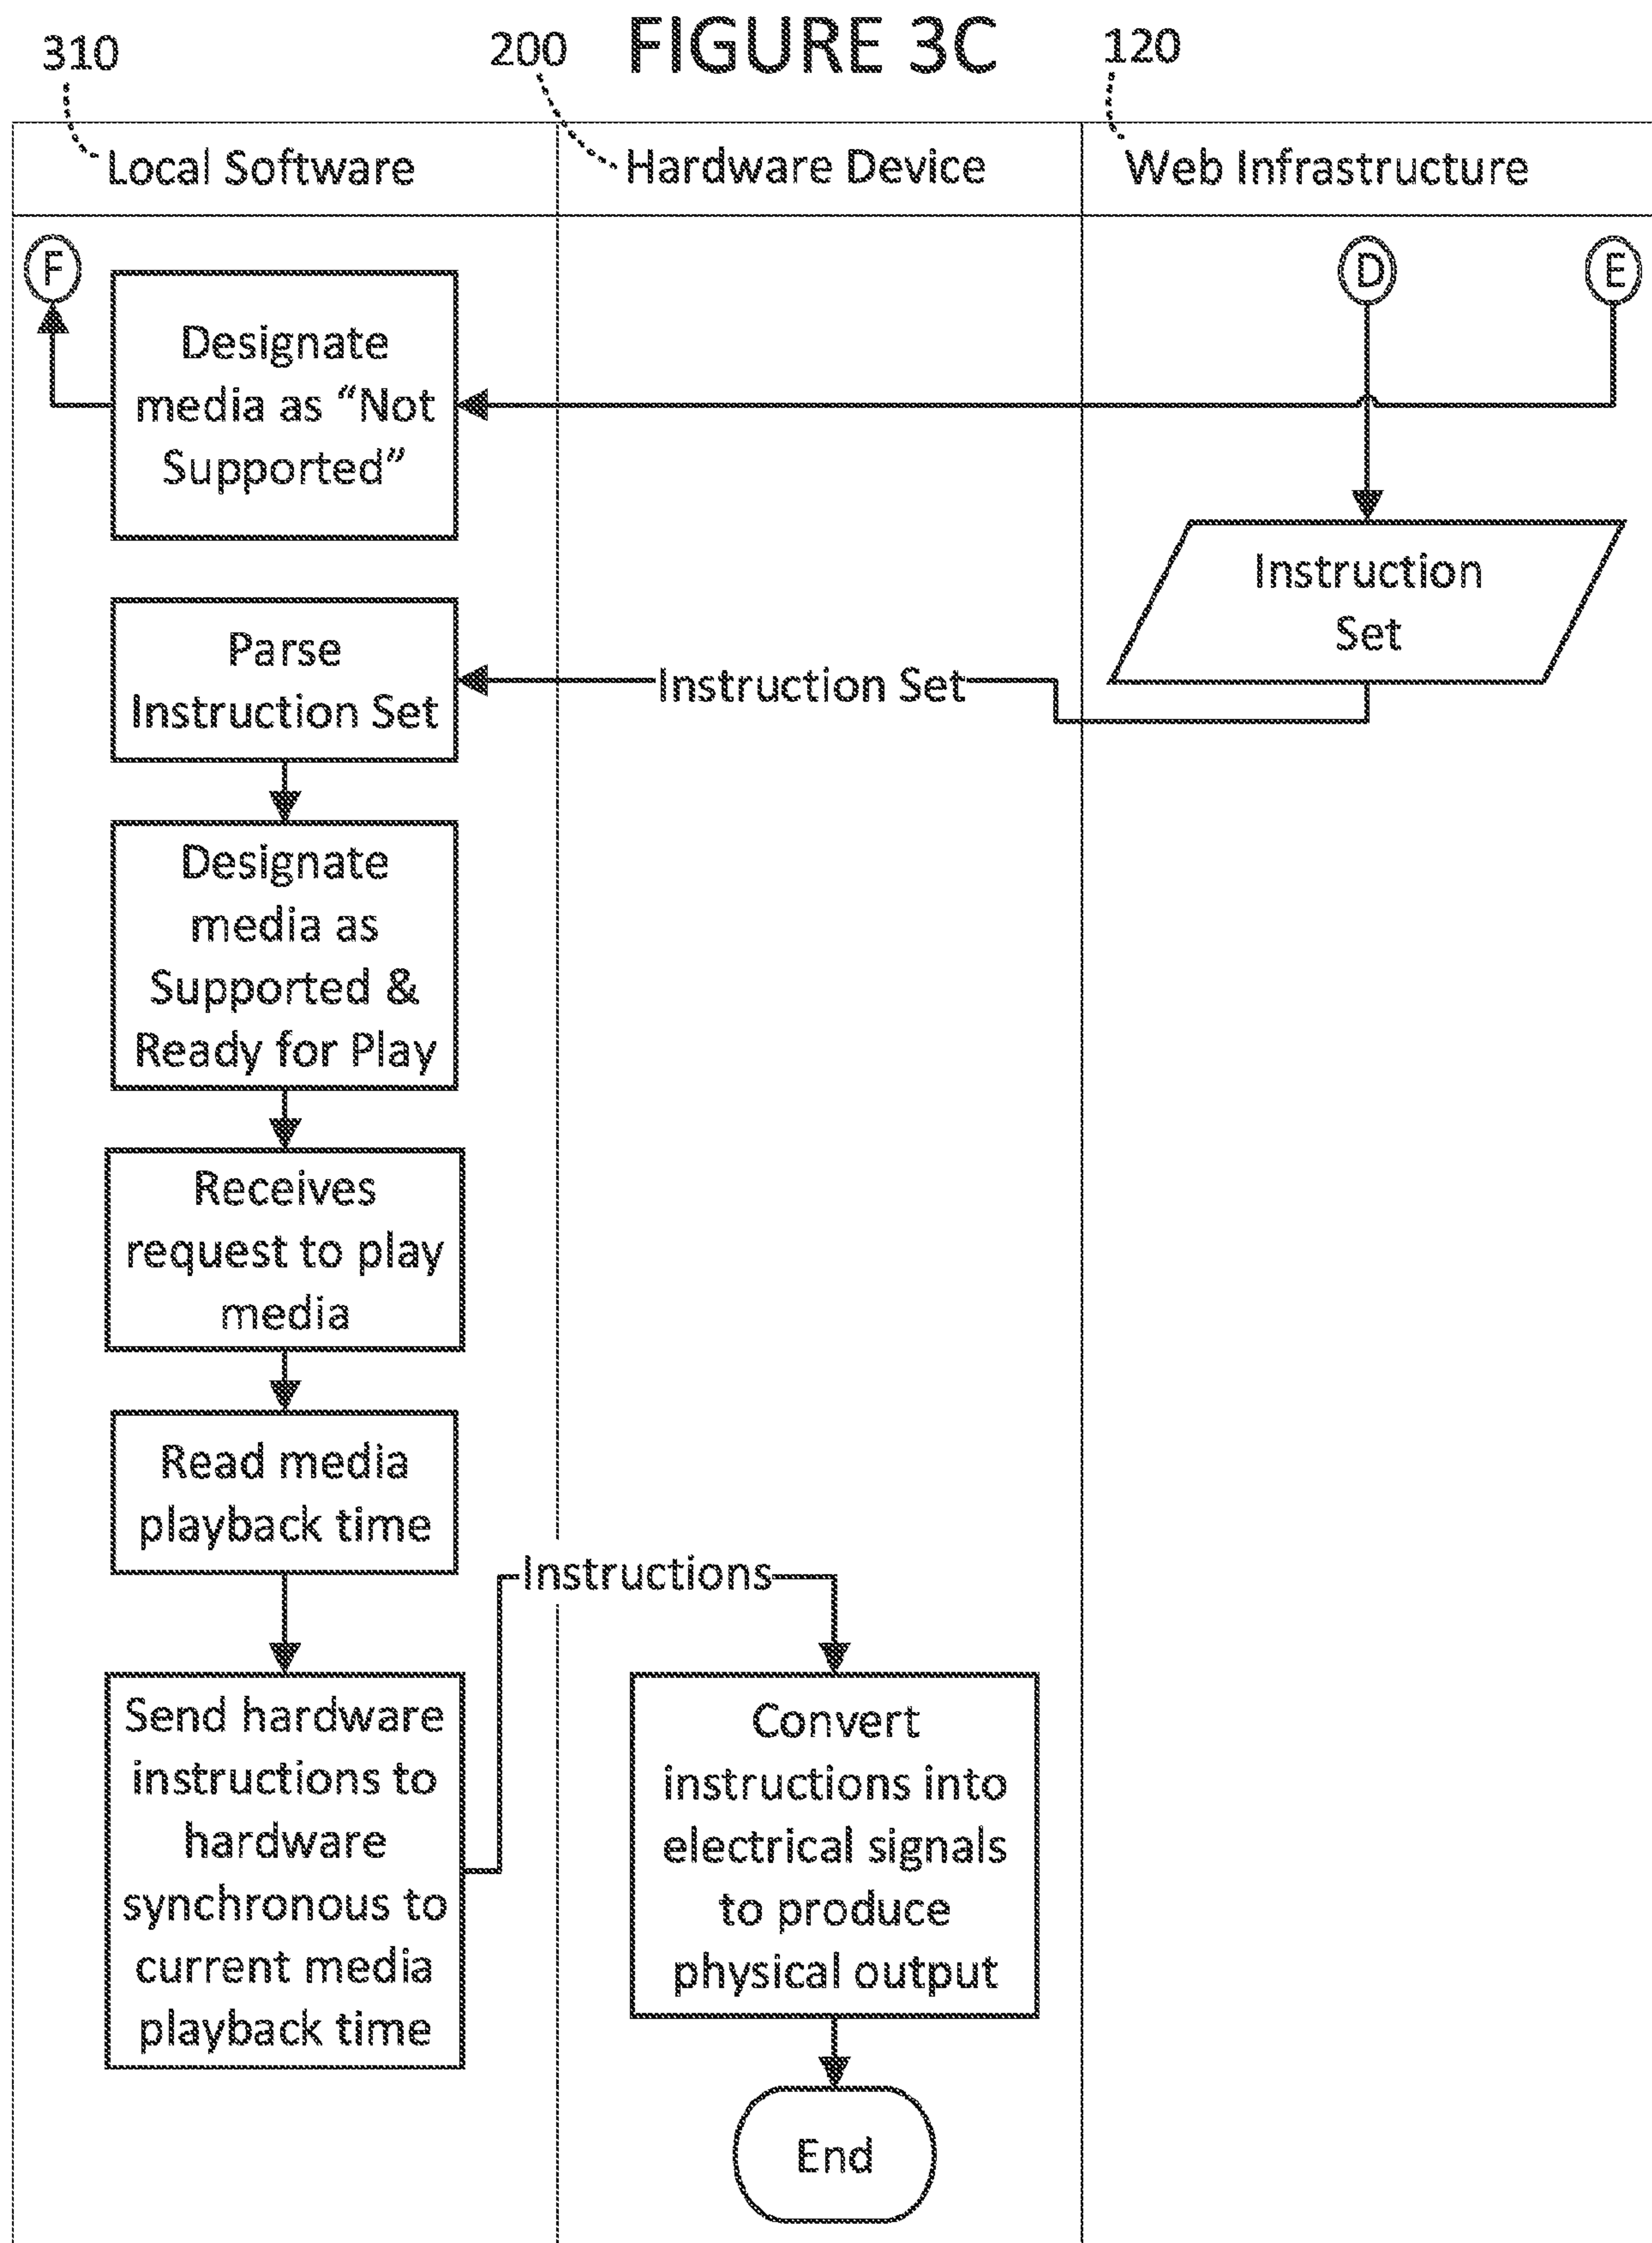 FIGURE 3C
310
200
120
Local Software
Hardware Device
Web Infrastructure
F
D
E
Designate
media as “Not
Supported”
Instruction
Set
Parse
Instruction Set
Instruction Set
Designate
media as
Supported &
Ready for Play
Receives
request to play
media
Read media
playback time
Instructions
Send hardware
instructions to
hardware
synchronous to
current media
playback time
Convert
instructions into
electrical signals
to produce
physical output
End